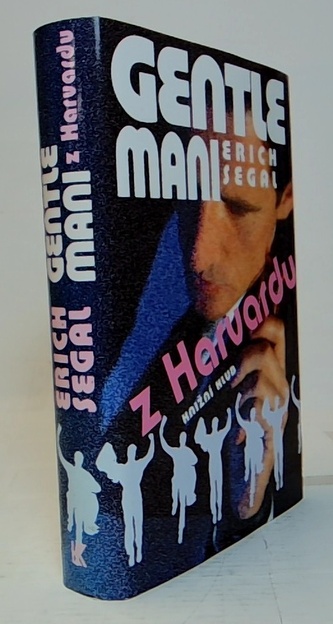 GENTLE
MANI
ERICH
SEGAL
z Harvardu
KNIŽNÍ KLUB
ERICH
SEGAL
GENTLE
MANI
z Harvardu
K